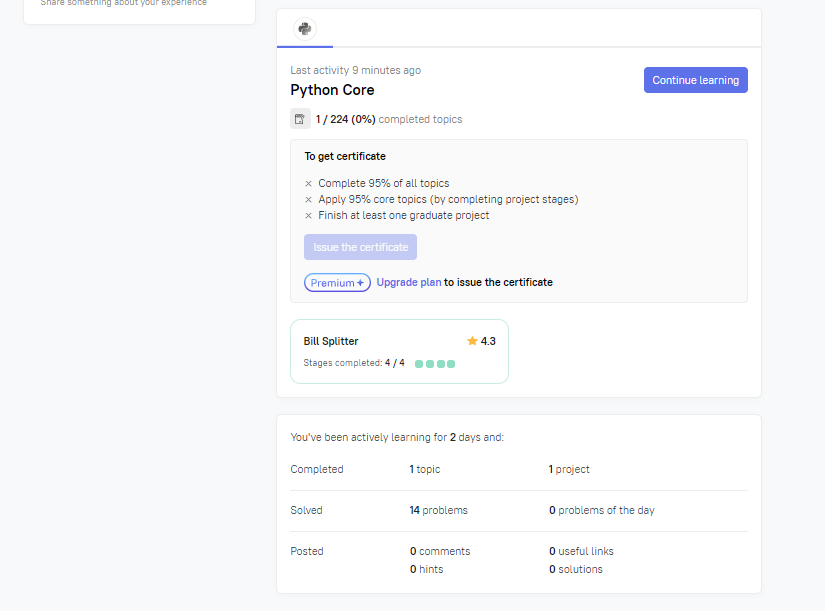 Share something about your experience
Last activity 9 minutes ago
Python Core
Continue learning
1 / 224 (0%) completed topics
To get certificate
× Complete 95% of all topics
× Apply 95% core topics (by completing project stages)
× Finish at least one graduate project
Issue the certificate
Premium Upgrade plan to issue the certificate
Bill Splitter 4.3
Stages completed: 4 / 4
You've been actively learning for 2 days and:
Completed 1 topic 1 project
Solved 14 problems 0 problems of the day
Posted 0 comments 0 useful links
0 hints 0 solutions